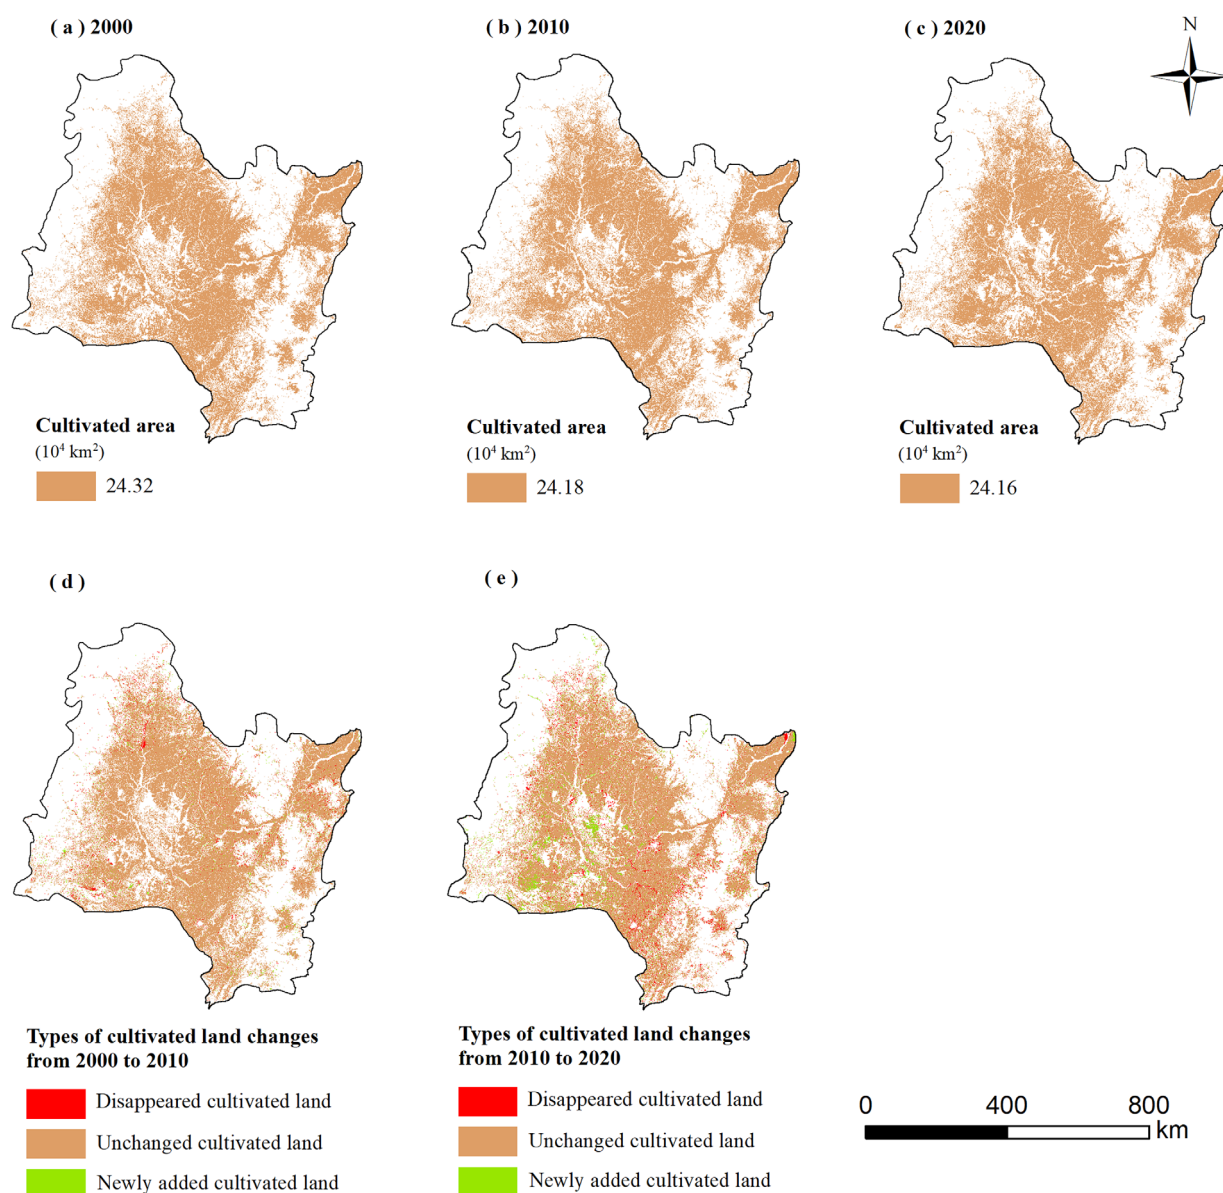 ( a ) 2000
( b ) 2010
( c ) 2020
N
Cultivated area
(10⁴ km²)
24.32
Cultivated area
(10⁴ km²)
24.18
Cultivated area
(10⁴ km²)
24.16
( d )
( e )
Types of cultivated land changes
from 2000 to 2010
Disappeared cultivated land
Unchanged cultivated land
Newly added cultivated land
Types of cultivated land changes
from 2010 to 2020
Disappeared cultivated land
Unchanged cultivated land
Newly added cultivated land
0 400 800
km